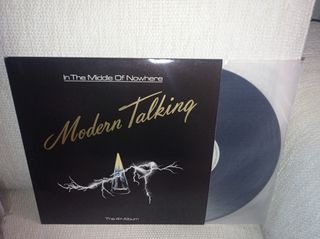 In The Middle Of Nowhere
Modern Talking
The 4th Album